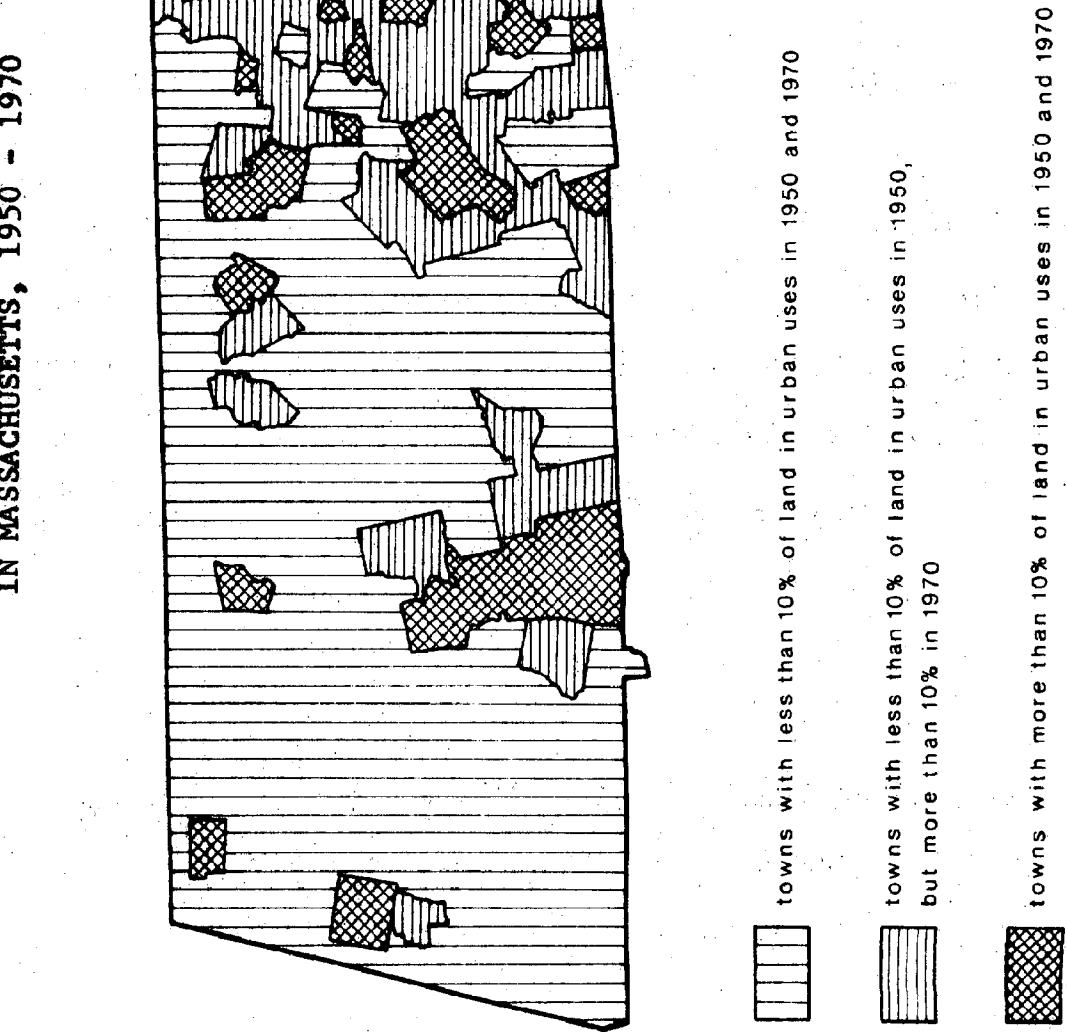 IN MASSACHUSETTS, 1950 - 1970
towns with less than 10% of land in urban uses in 1950 and 1970
towns with less than 10% of land in urban uses in 1950,
but more than 10% in 1970
towns with more than 10% of land in urban uses in 1950 and 1970